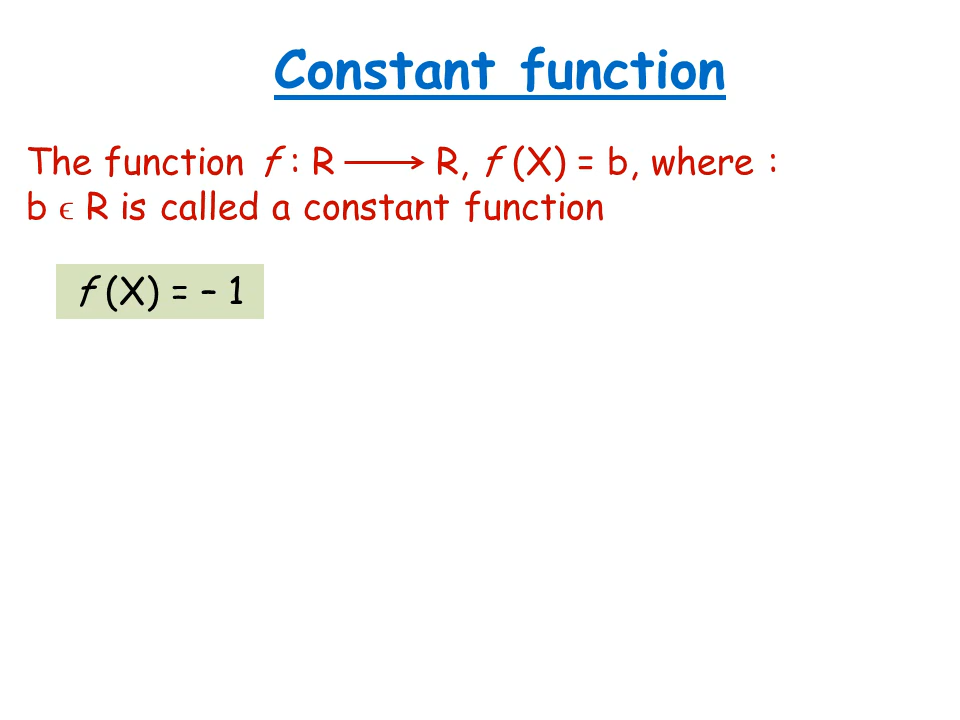 Constant function
The function f : R ⟶ R, f (X) = b, where :
b ϵ R is called a constant function
f (X) = – 1